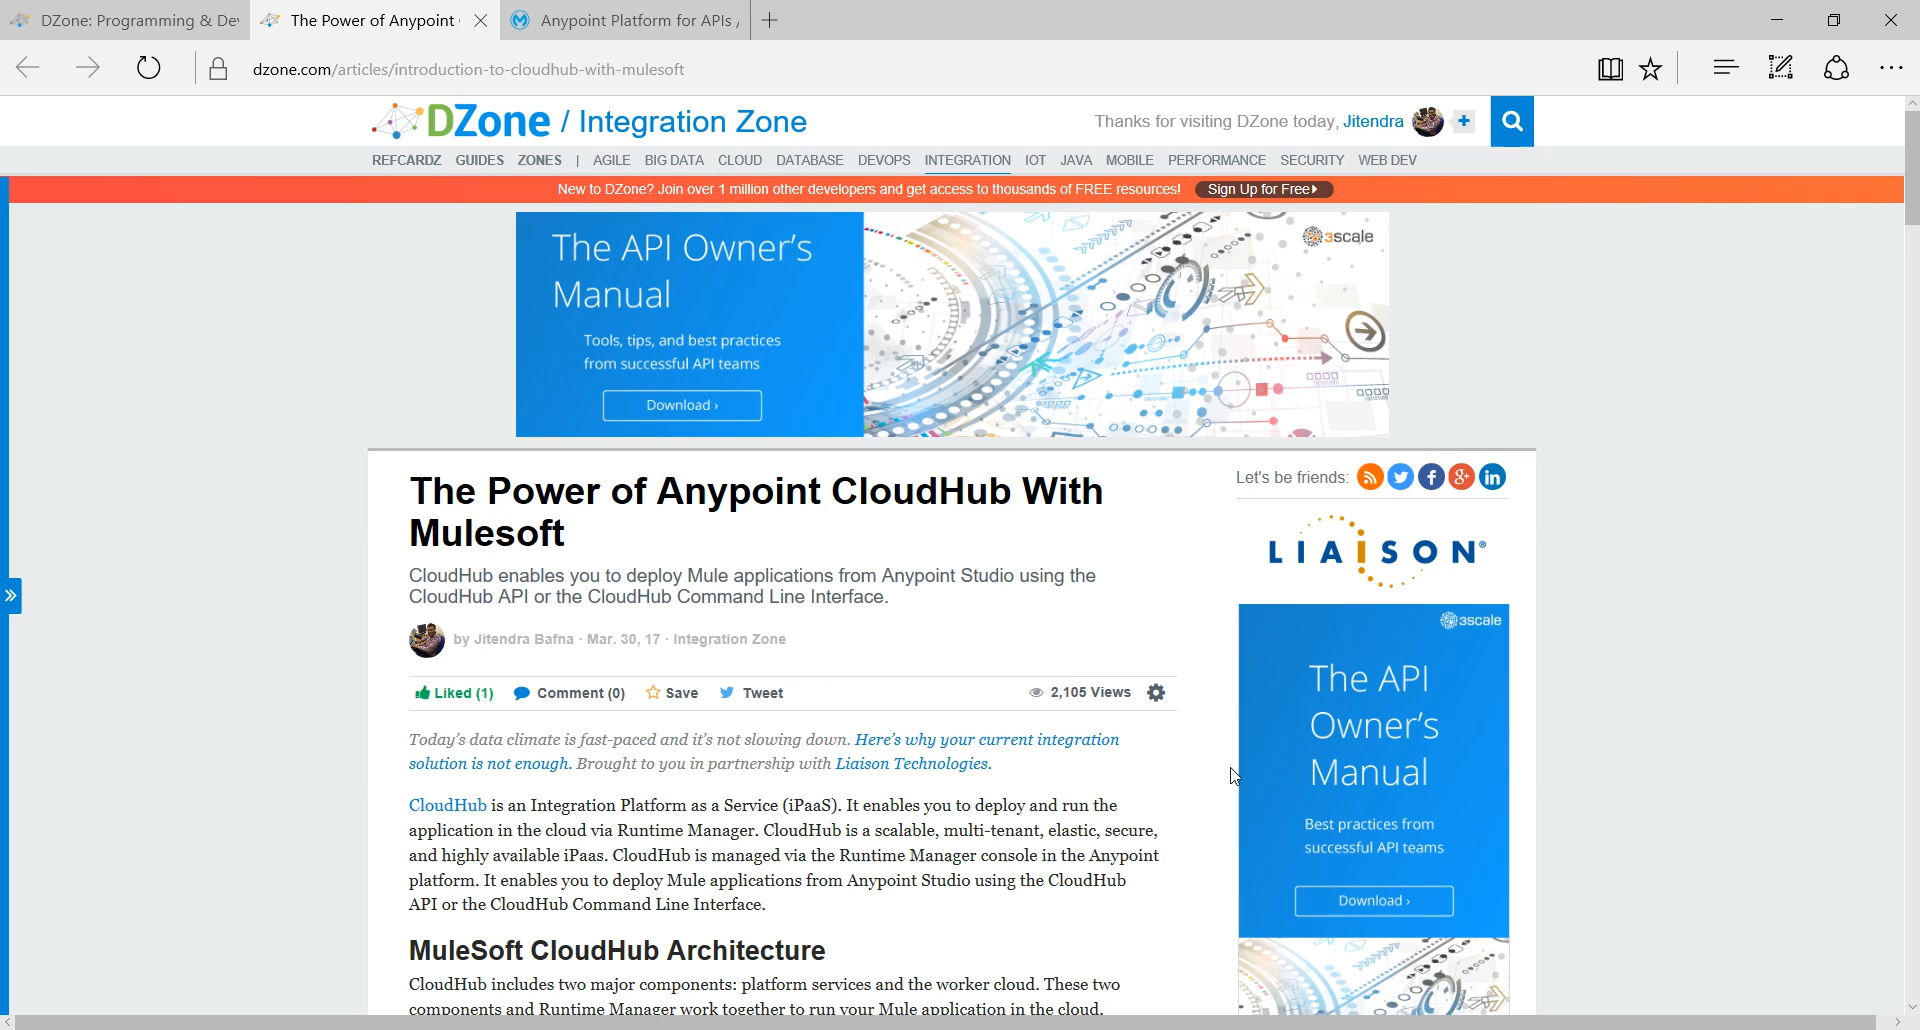 DZone: Programming & De
The Power of Anypoint
Anypoint Platform for APIs,
dzone.com/articles/introduction-to-cloudhub-with-mulesoft
DZone / Integration Zone
Thanks for visiting DZone today, Jitendra
REFCARDZ GUIDES ZONES | AGILE BIG DATA CLOUD DATABASE DEVOPS INTEGRATION IOT JAVA MOBILE PERFORMANCE SECURITY WEB DEV
New to DZone? Join over 1 million other developers and get access to thousands of FREE resources! Sign Up for Free
The API Owner's
Manual
Tools, tips, and best practices
from successful API teams
Download ›
3scale
The Power of Anypoint CloudHub With
Mulesoft
CloudHub enables you to deploy Mule applications from Anypoint Studio using the
CloudHub API or the CloudHub Command Line Interface.
by Jitendra Bafna · Mar. 30, 17 · Integration Zone
Liked (1) Comment (0) Save Tweet 2,105 Views
Today's data climate is fast-paced and it's not slowing down. Here's why your current integration
solution is not enough. Brought to you in partnership with Liaison Technologies.
CloudHub is an Integration Platform as a Service (iPaaS). It enables you to deploy and run the
application in the cloud via Runtime Manager. CloudHub is a scalable, multi-tenant, elastic, secure,
and highly available iPaas. CloudHub is managed via the Runtime Manager console in the Anypoint
platform. It enables you to deploy Mule applications from Anypoint Studio using the CloudHub
API or the CloudHub Command Line Interface.
MuleSoft CloudHub Architecture
CloudHub includes two major components: platform services and the worker cloud. These two
components and Runtime Manager work together to run your Mule application in the cloud.
Let's be friends: f g+ in
LIAISON®
3scale
The API
Owner's
Manual
Best practices from
successful API teams
Download ›